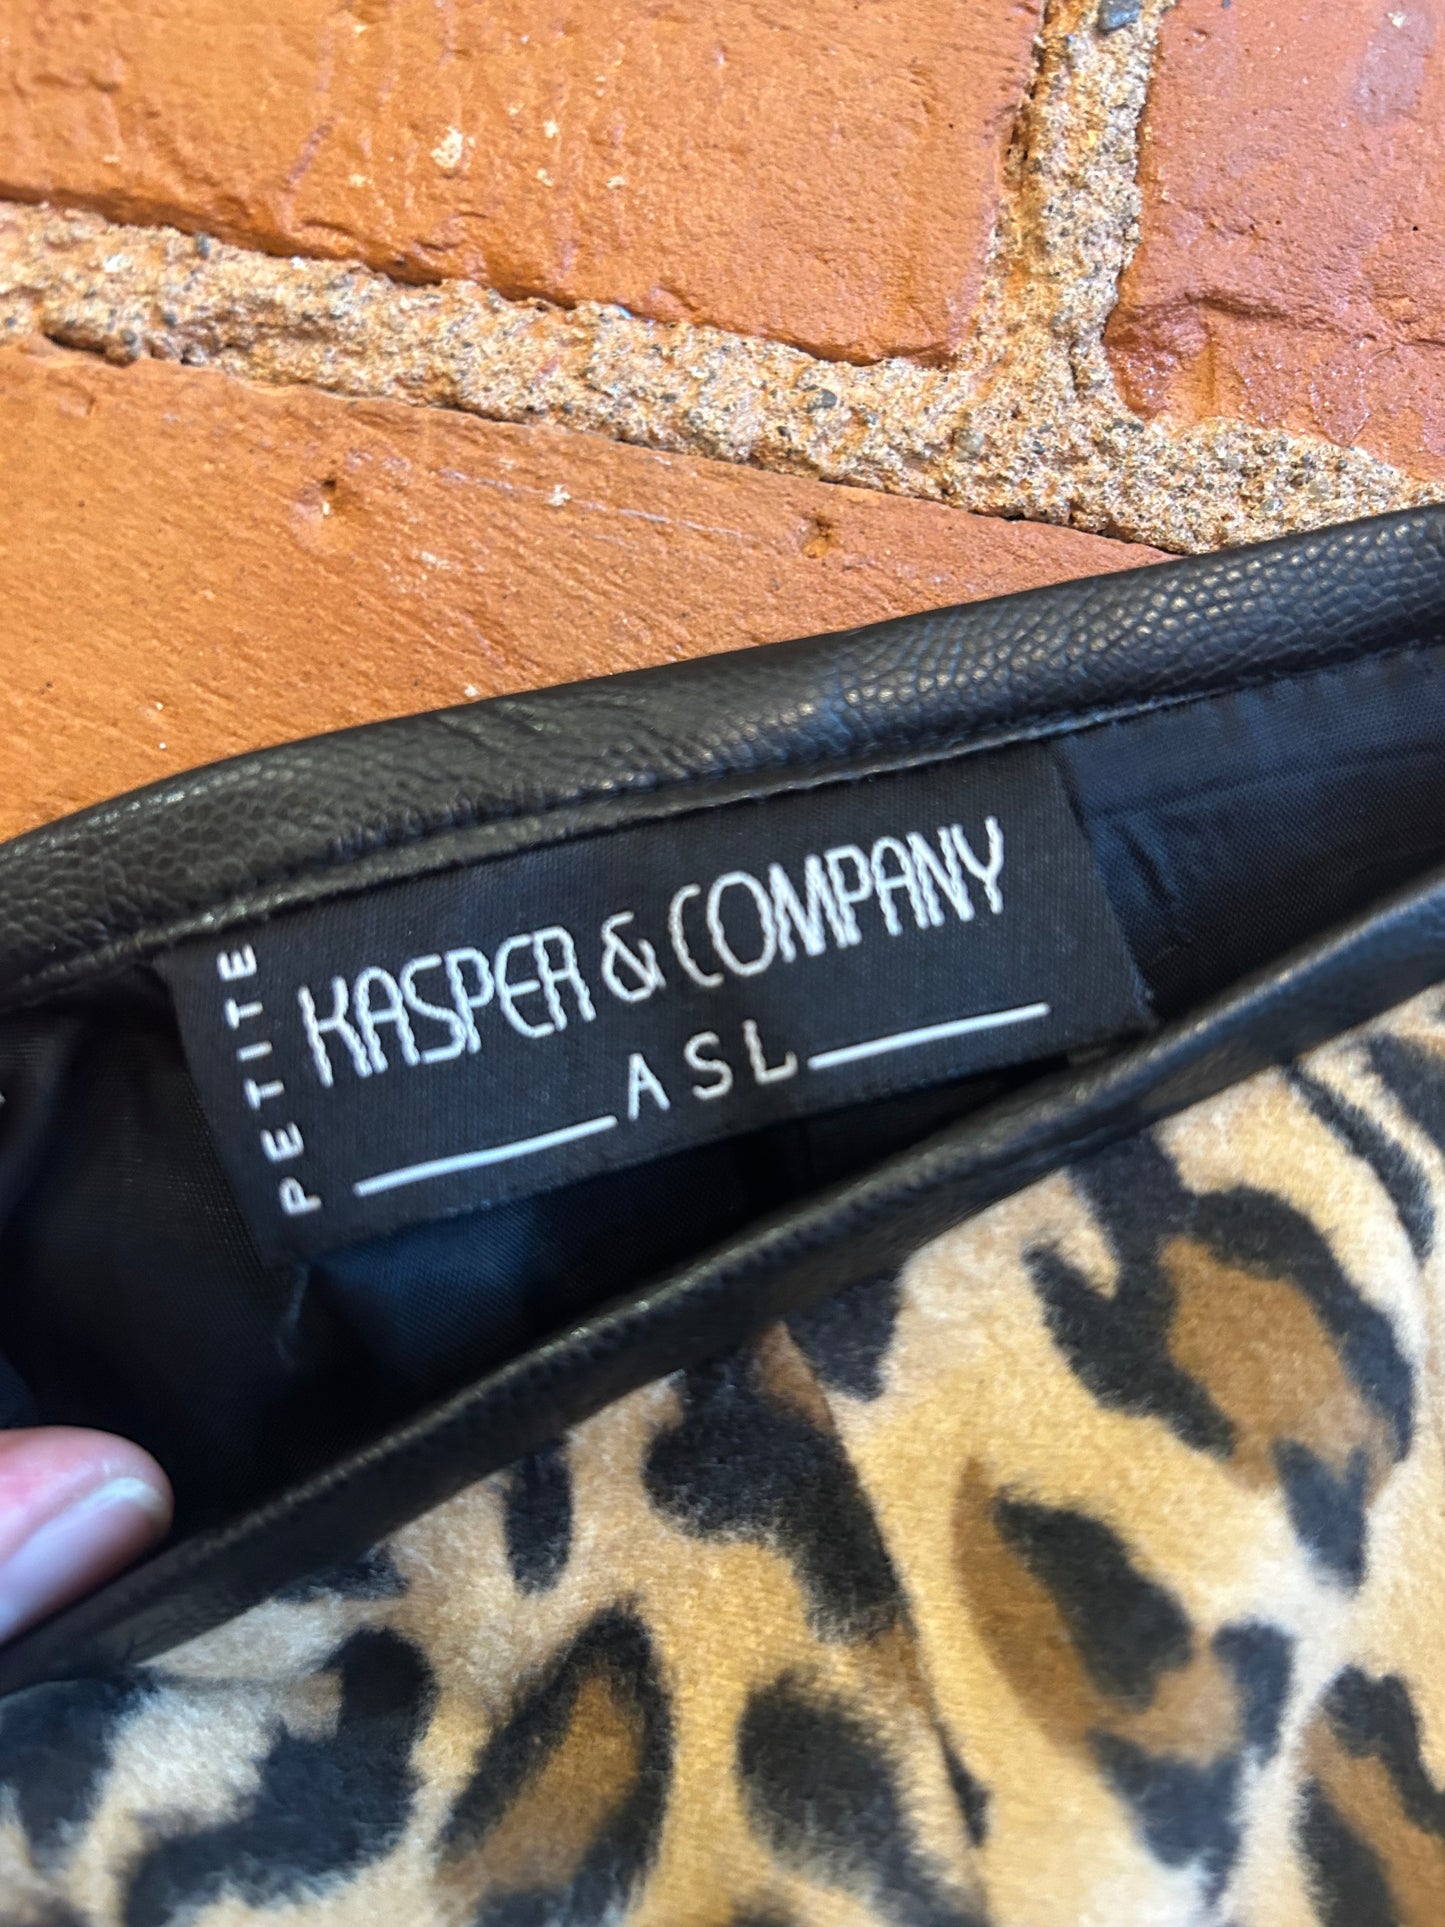 PETITE
KASPER & COMPANY
ASL